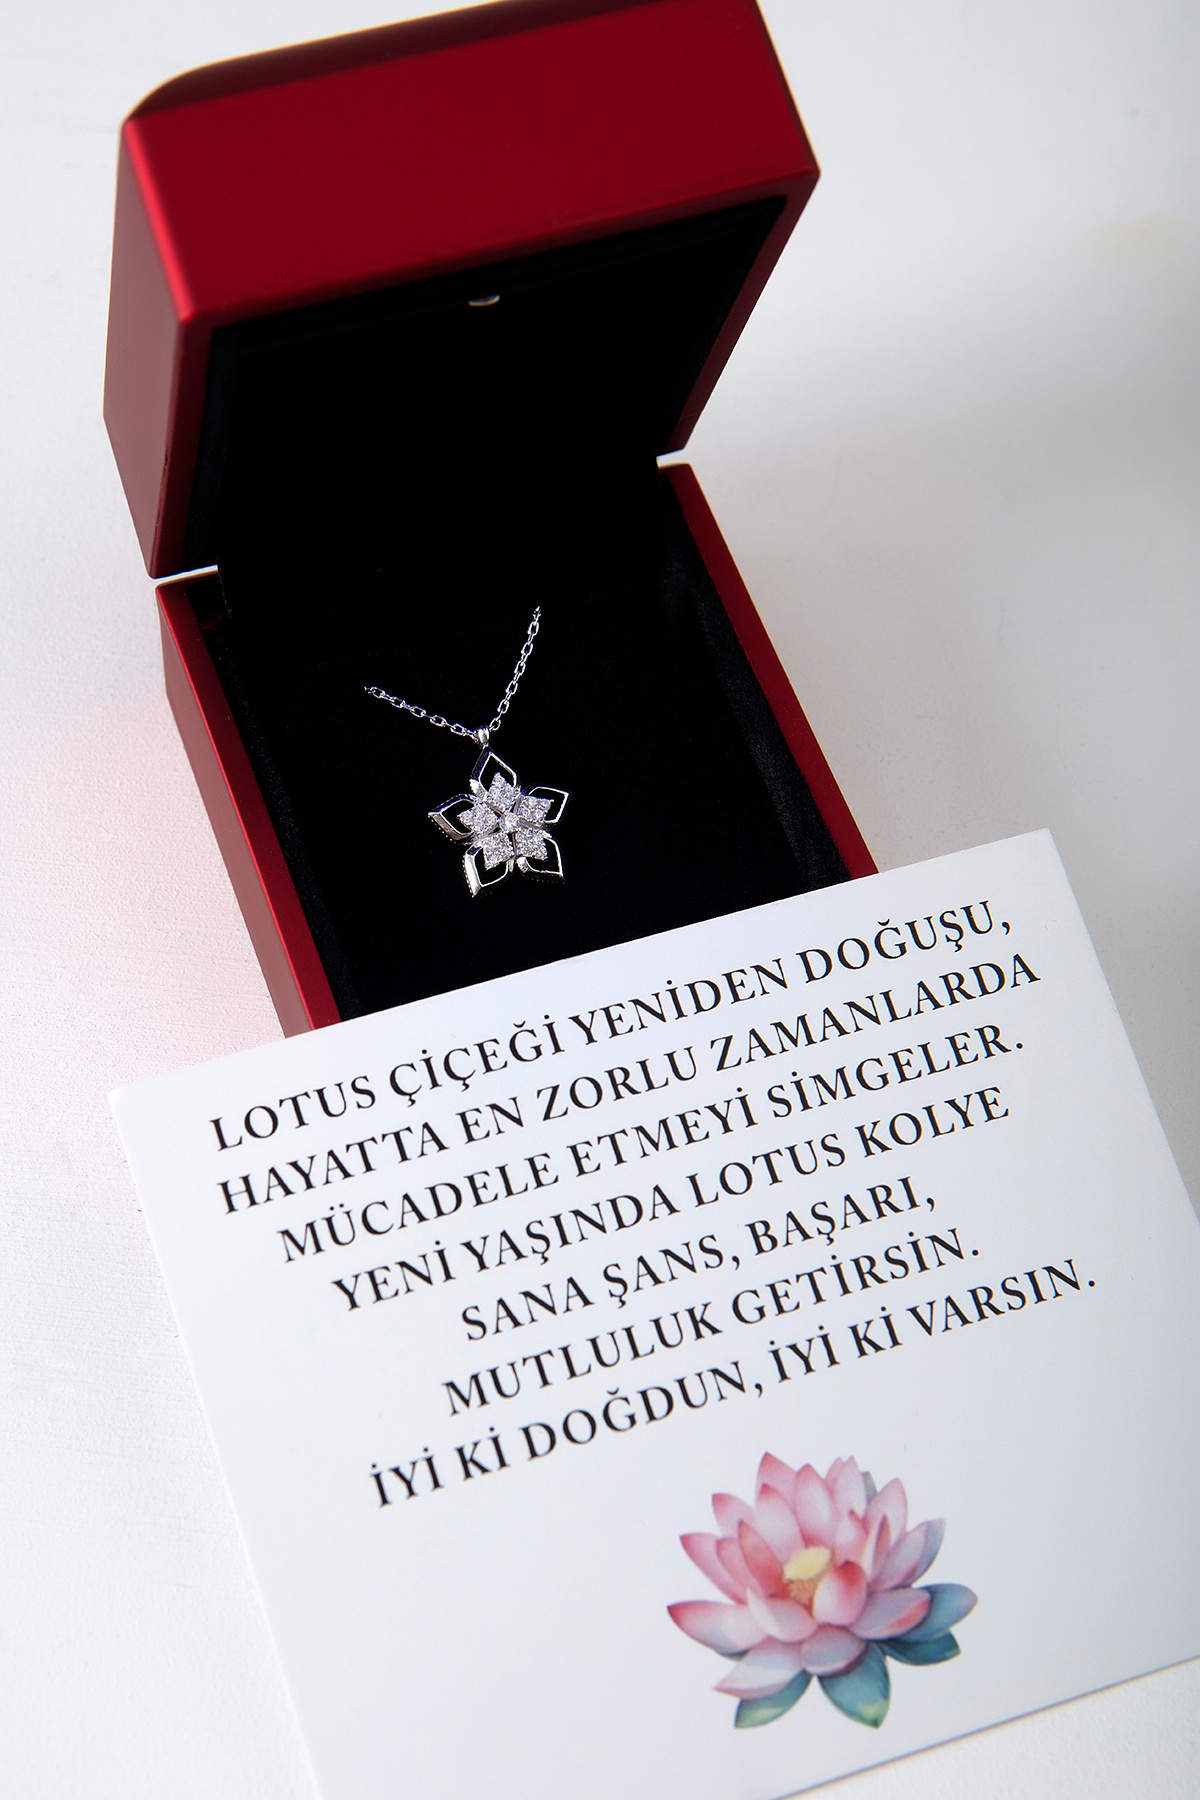 LOTUS ÇİÇEĞİ YENİDEN DOĞUŞU,
HAYATTA EN ZORLU ZAMANLARDA
MÜCADELE ETMEYİ SİMGELER.
YENİ YAŞINDA LOTUS KOLYE
SANA ŞANS, BAŞARI,
MUTLULUK GETİRSİN.
İYİ Kİ DOĞDUN, İYİ Kİ VARSIN.